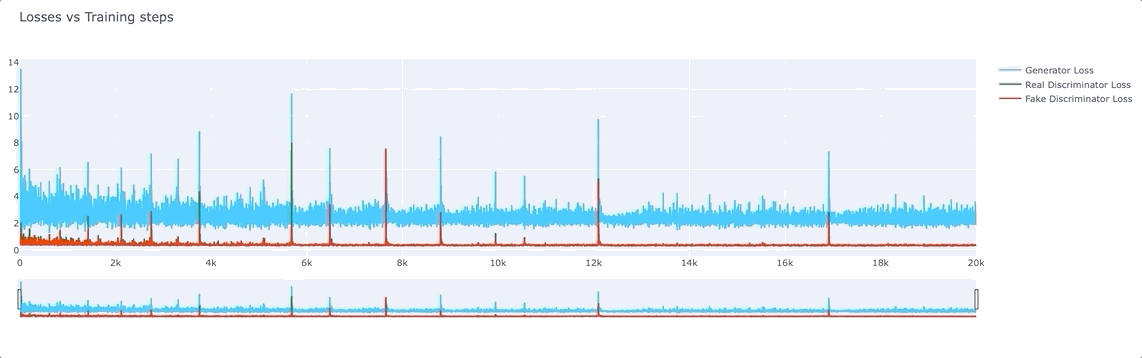 Losses vs Training steps
14
12
10
8
6
4
2
0
0 2k 4k 6k 8k 10k 12k 14k 16k 18k 20k
Generator Loss
Real Discriminator Loss
Fake Discriminator Loss